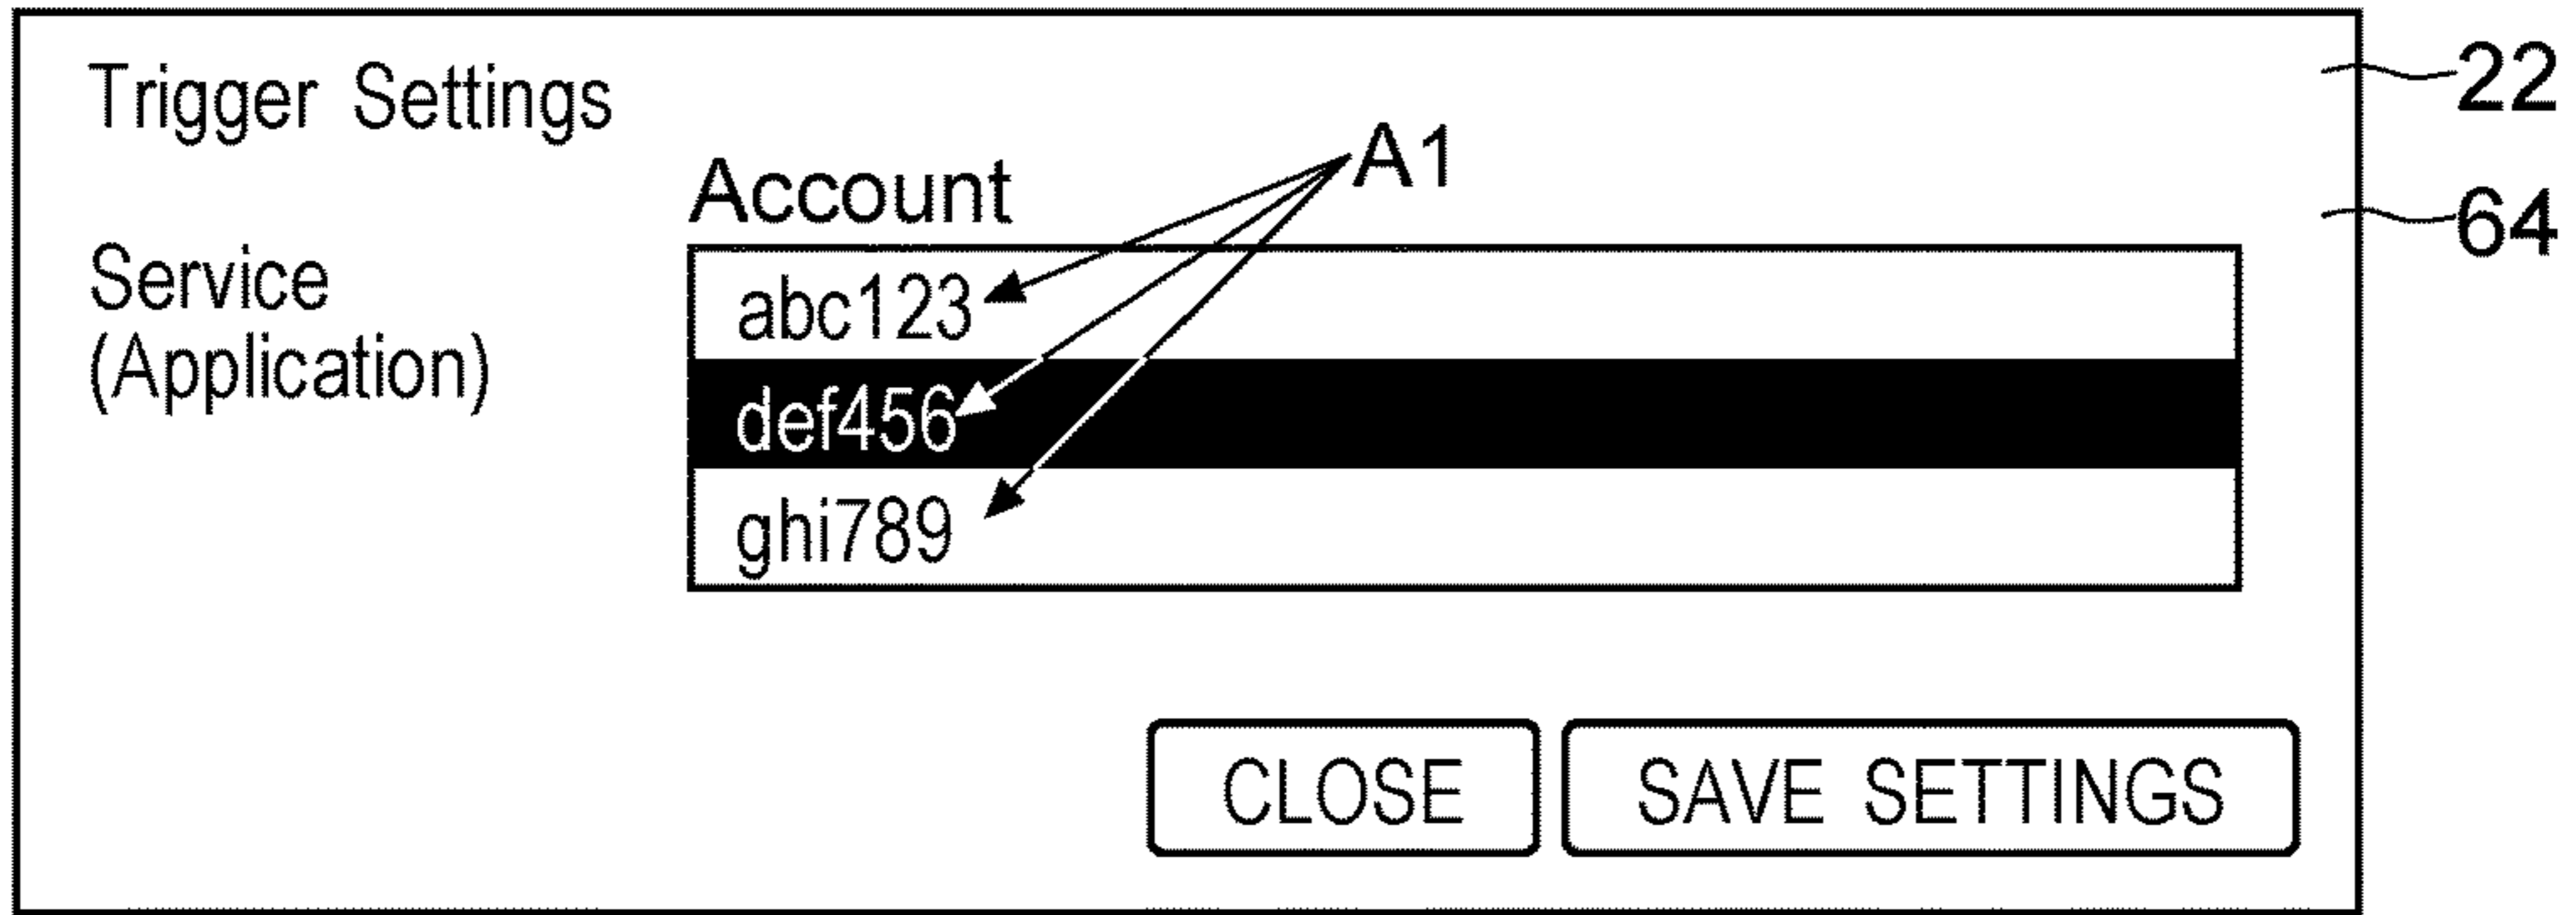 Trigger Settings
22
Account
A1
64
Service
(Application)
abc123
def456
ghi789
CLOSE
SAVE SETTINGS